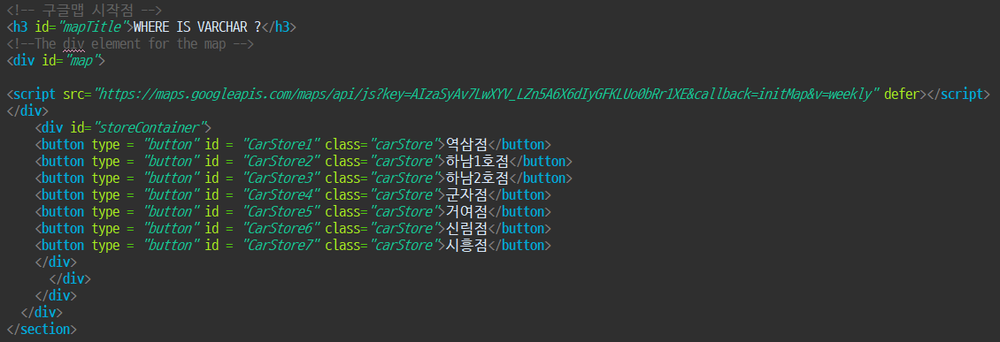 <!-- 구글맵 시작점 -->
<h3 id="mapTitle">WHERE IS VARCHAR ?</h3>
<!--The div element for the map -->
<div id="map">
<script src="https://maps.googleapis.com/maps/api/js?key=AIzaSyAv7LwXYV_LZn5A6X6dIyGFKLUo0bRr1XE&callback=initMap&v=weekly" defer></script>
</div>
<div id="storeContainer">
<button type = "button" id = "CarStore1" class="carStore">역삼점</button>
<button type = "button" id = "CarStore2" class="carStore">하남1호점</button>
<button type = "button" id = "CarStore3" class="carStore">하남2호점</button>
<button type = "button" id = "CarStore4" class="carStore">군자점</button>
<button type = "button" id = "CarStore5" class="carStore">거여점</button>
<button type = "button" id = "CarStore6" class="carStore">신림점</button>
<button type = "button" id = "CarStore7" class="carStore">시흥점</button>
</div>
</div>
</div>
</div>
</section>